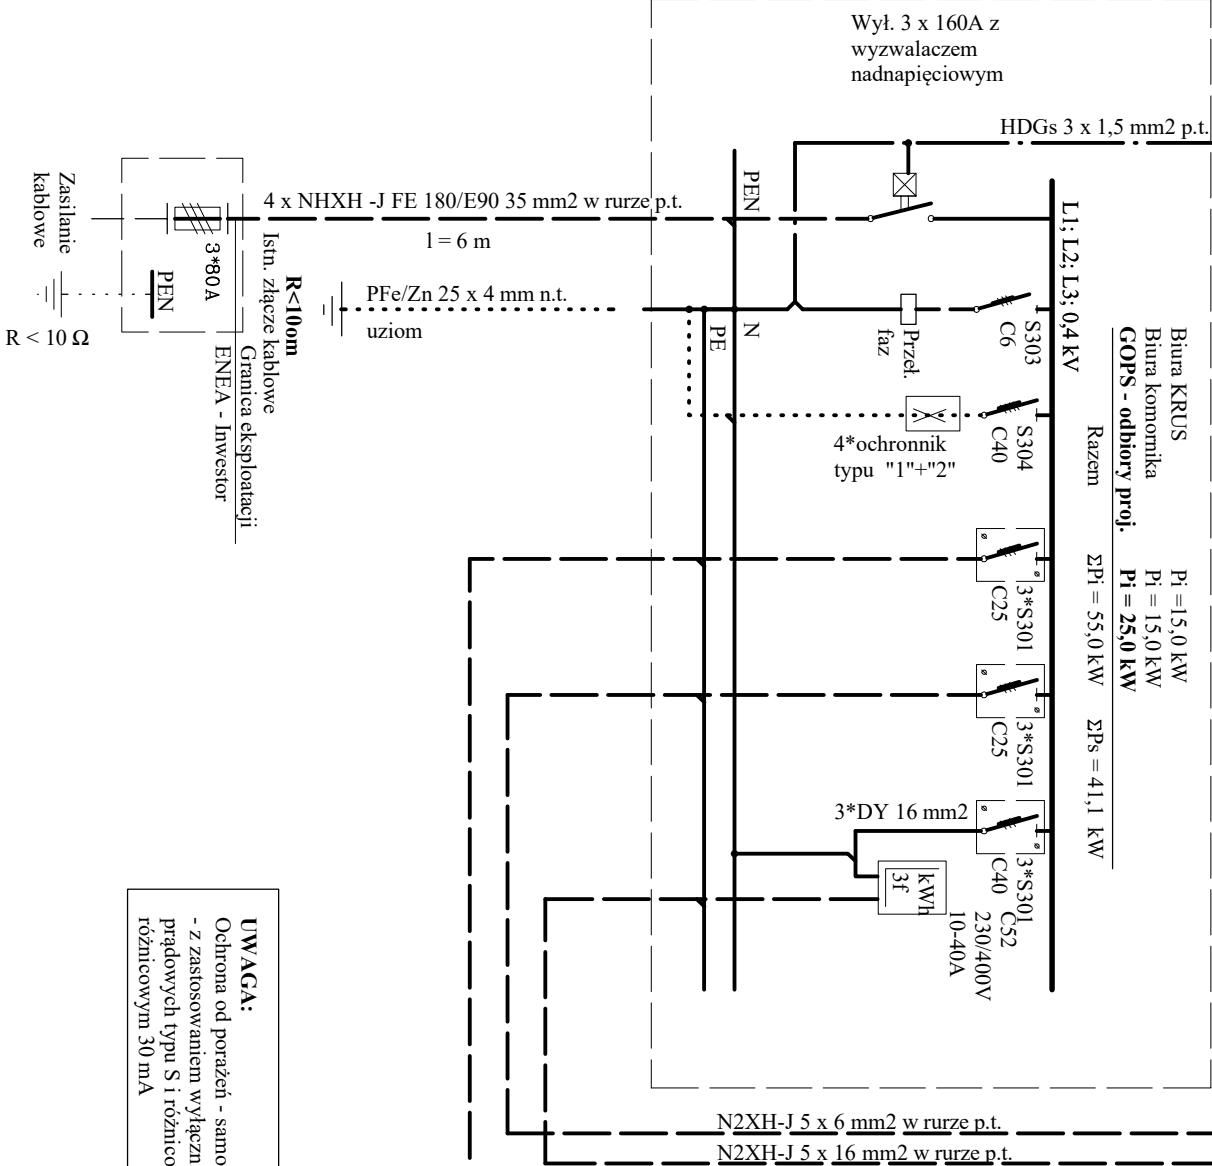 Wył. 3 x 160A z
wyzwalaczem
nadnapięciowym
HDGs 3 x 1,5 mm2 p.t.
Zasilanie
kablowe
3*80A
PEN
R < 10 Ω
4 x NHXH -J FE 180/E90 35 mm2 w rurze p.t.
l = 6 m
Istn. złącze kablowe
R<10om
Granica eksploatacji
ENEA - Inwestor
PFe/Zn 25 x 4 mm n.t.
uziom
PEN
N
PE
L1; L2; L3; 0,4 kV
Przeł.
faz
S303
C6
4*ochronnik
typu "1"+"2"
S304
C40
3*S301
C25
3*S301
C25
3*DY 16 mm2
3*S301
C40
kWh
3f
C52
230/400V
10-40A
Biura KRUS Pi =15,0 kW
Biura komornika Pi = 15,0 kW
GOPS - odbiory proj. Pi = 25,0 kW
Razem ΣPi = 55,0 kW ΣPs = 41,1 kW
UWAGA:
Ochrona od porażeń - samo
- z zastosowaniem wyłączn
prądowych typu S i różnico
różnicowym 30 mA
N2XH-J 5 x 6 mm2 w rurze p.t.
N2XH-J 5 x 16 mm2 w rurze p.t.